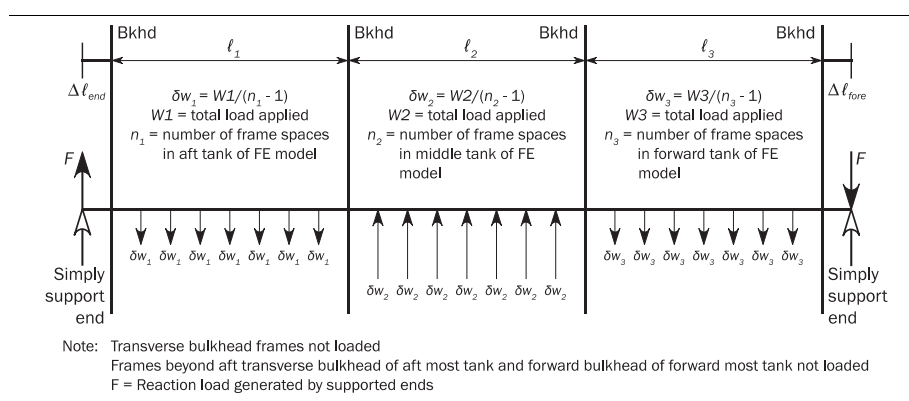 Bkhd Bkhd Bkhd Bkhd
ℓ1 ℓ2 ℓ3
Δℓend Δℓfore
δw1 = W1/(n1 - 1)
W1 = total load applied
n1 = number of frame spaces
in aft tank of FE model
δw2 = W2/(n2 - 1)
W2 = total load applied
n2 = number of frame spaces
in middle tank of FE
model
δw3 = W3/(n3 - 1)
W3 = total load applied
n3 = number of frame spaces
in forward tank of FE
model
F F
δw1 δw1 δw1 δw1 δw1 δw1 δw1
δw2 δw2 δw2 δw2 δw2 δw2 δw2
δw3 δw3 δw3 δw3 δw3 δw3 δw3
Simply
support
end
Simply
support
end
Note: Transverse bulkhead frames not loaded
Frames beyond aft transverse bulkhead of aft most tank and forward bulkhead of forward most tank not loaded
F = Reaction load generated by supported ends